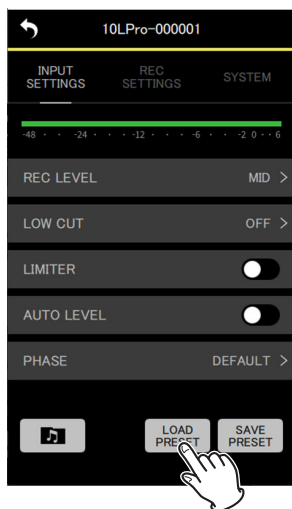 10LPro-000001
INPUT SETTINGS
REC SETTINGS
SYSTEM
-48 · · -24 · · · -12 · · · · -6 · · · -2 0 · · 6
REC LEVEL MID >
LOW CUT OFF >
LIMITER
AUTO LEVEL
PHASE DEFAULT >
LOAD PRESET
SAVE PRESET